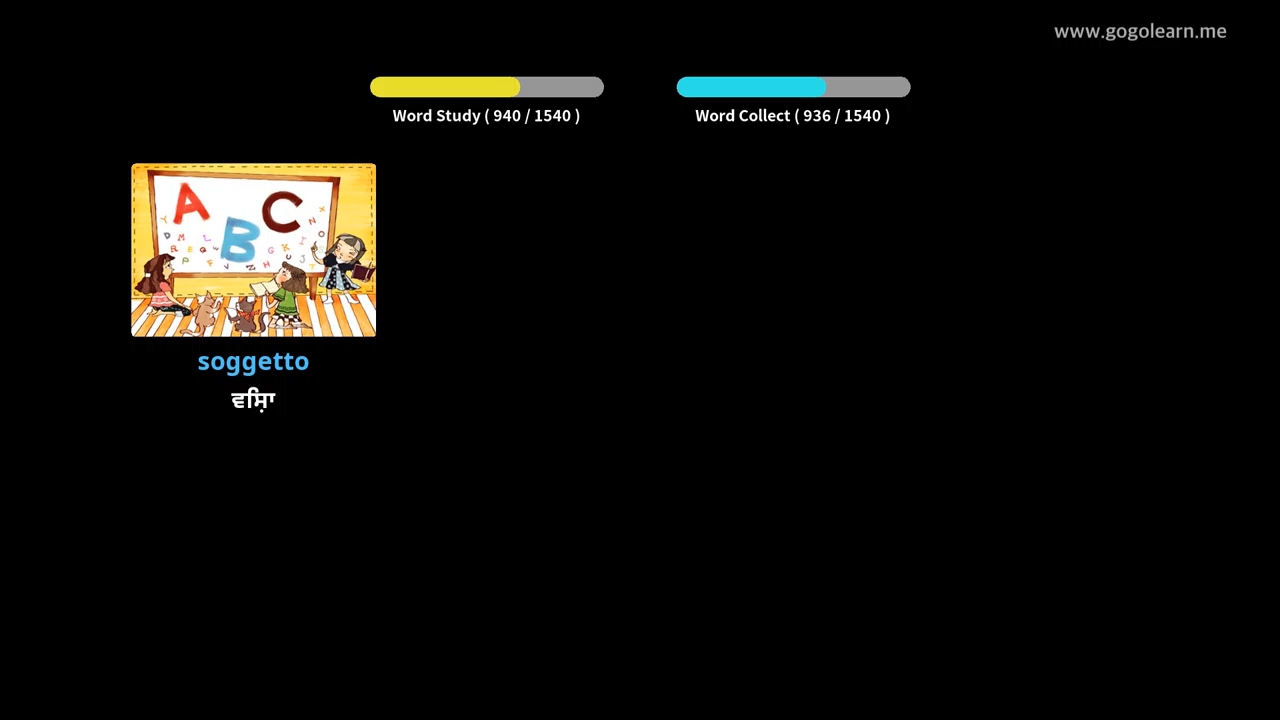 www.gogolearn.me
Word Study ( 940 / 1540 )
Word Collect ( 936 / 1540 )
A
B
C
soggetto
ਵਿਸ਼ਾ